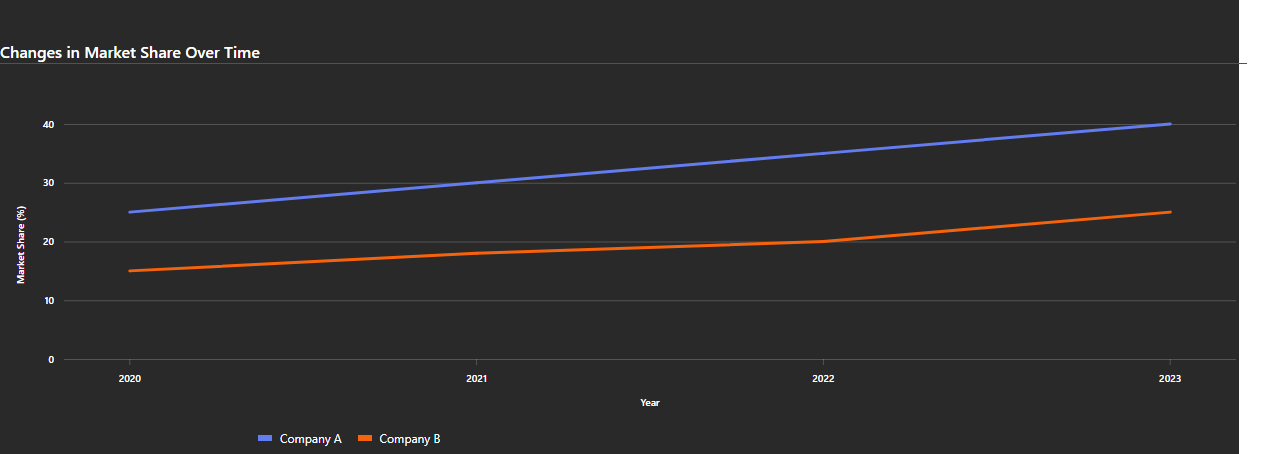 Changes in Market Share Over Time
Market Share (%)
40
30
20
10
0
2020 2021 2022 2023
Year
Company A Company B